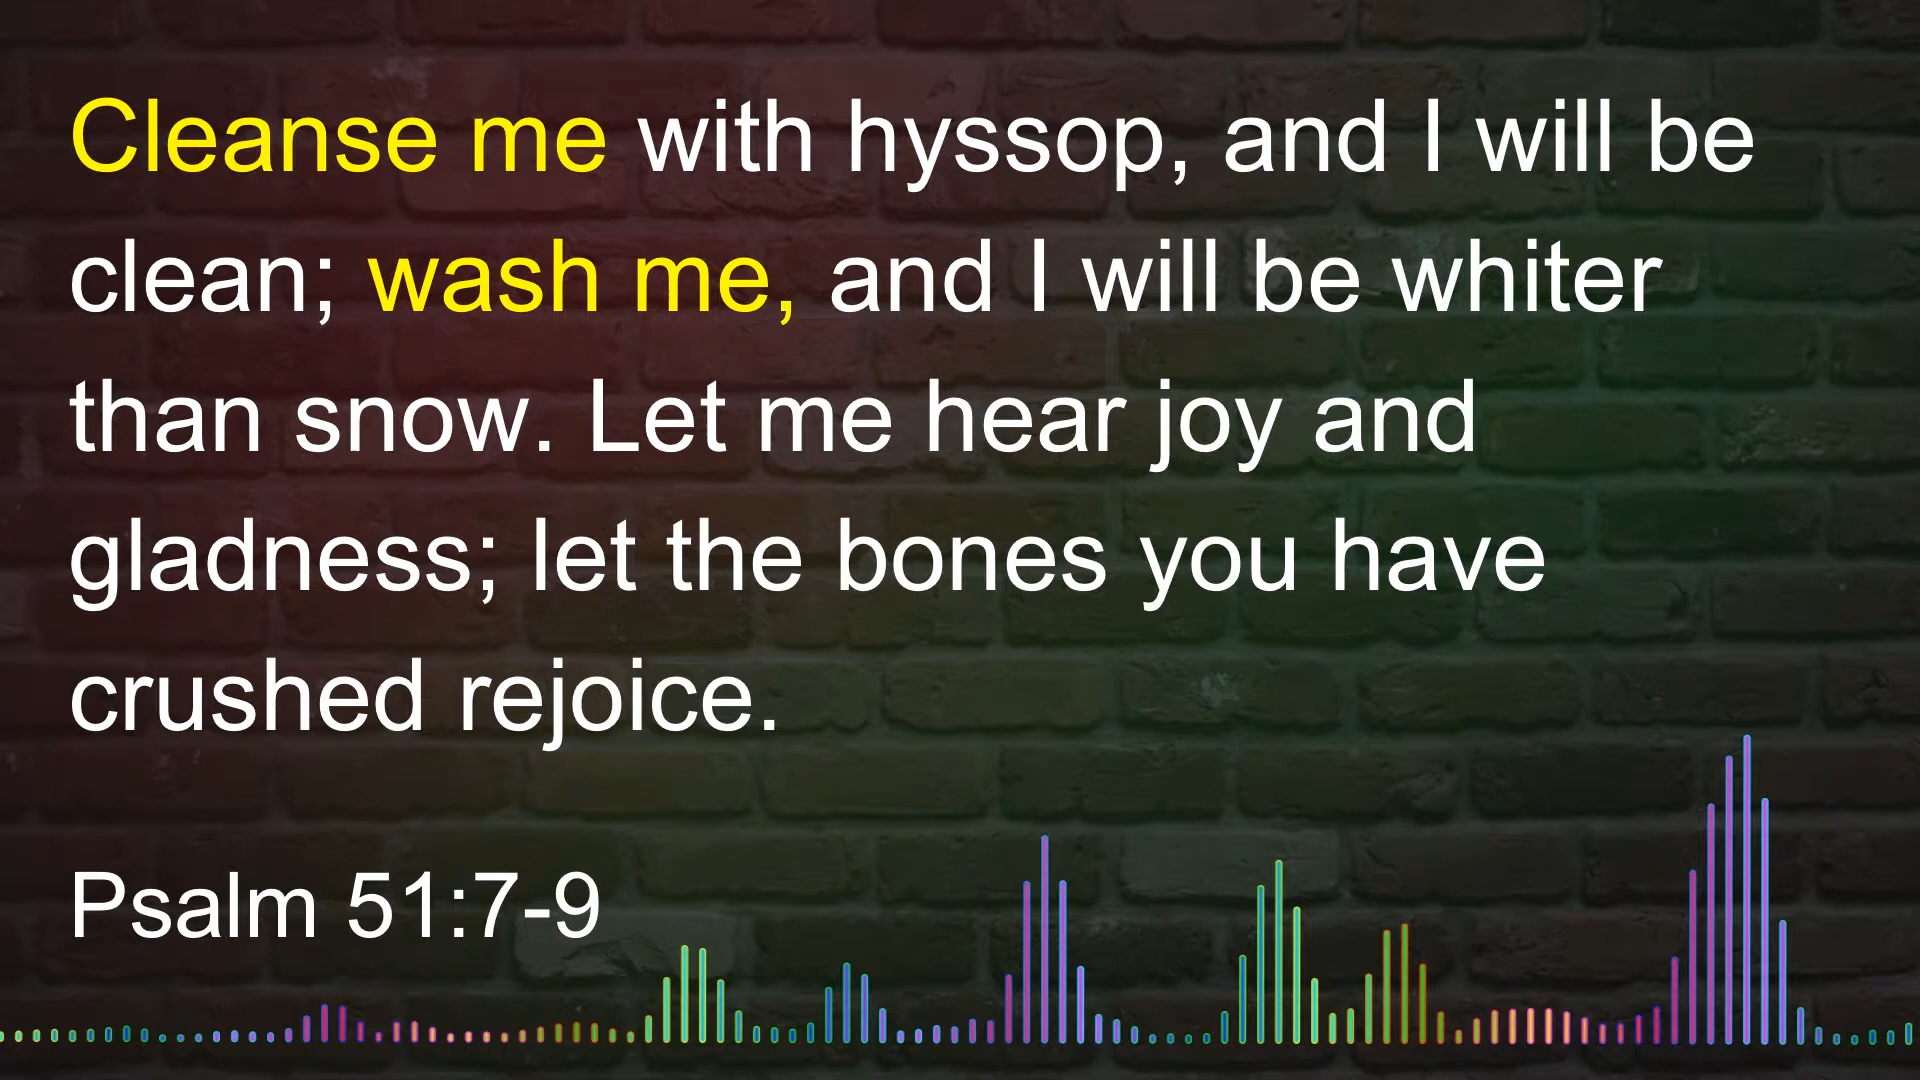 Cleanse me with hyssop, and I will be
clean; wash me, and I will be whiter
than snow. Let me hear joy and
gladness; let the bones you have
crushed rejoice.
Psalm 51:7-9